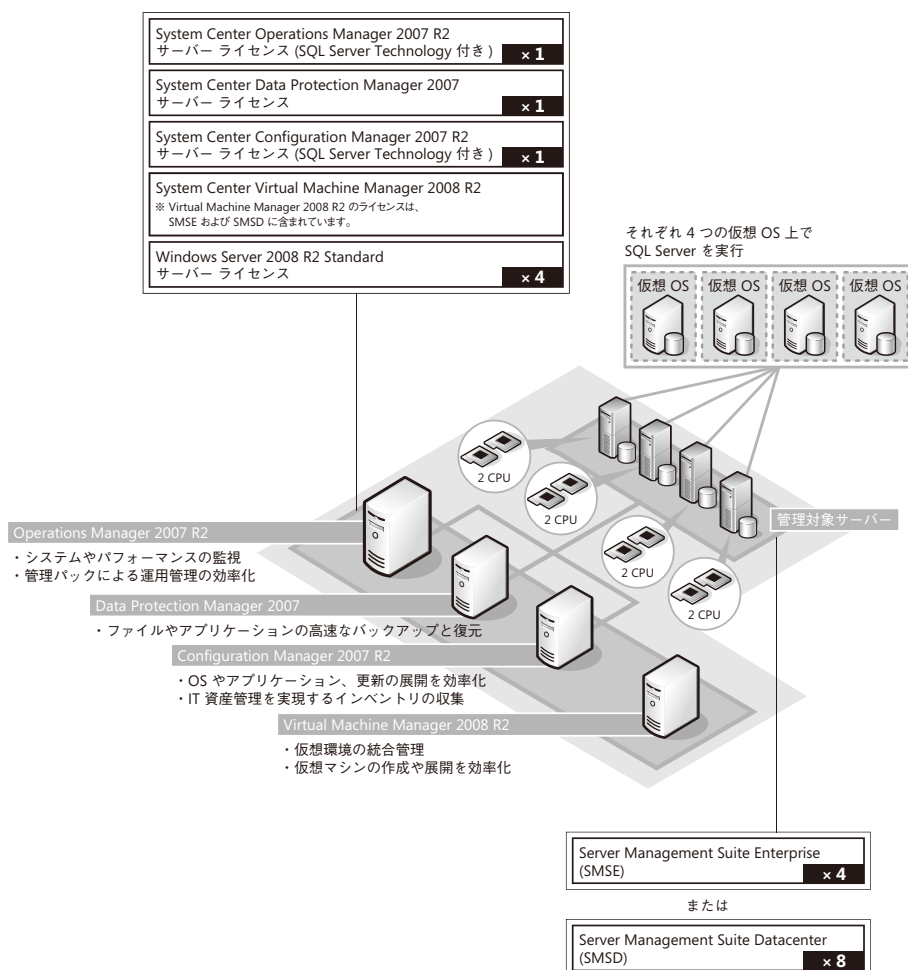 System Center Operations Manager 2007 R2
サーバー ライセンス (SQL Server Technology 付き )
× 1
System Center Data Protection Manager 2007
サーバー ライセンス
× 1
System Center Configuration Manager 2007 R2
サーバー ライセンス (SQL Server Technology 付き )
× 1
System Center Virtual Machine Manager 2008 R2
※ Virtual Machine Manager 2008 R2 のライセンスは、
SMSE および SMSD に含まれています。
Windows Server 2008 R2 Standard
サーバー ライセンス
× 4
それぞれ 4 つの仮想 OS 上で
SQL Server を実行
仮想 OS
仮想 OS
仮想 OS
仮想 OS
2 CPU
2 CPU
2 CPU
2 CPU
管理対象サーバー
Operations Manager 2007 R2
・システムやパフォーマンスの監視
・管理パックによる運用管理の効率化
Data Protection Manager 2007
・ファイルやアプリケーションの高速なバックアップと復元
Configuration Manager 2007 R2
・OS やアプリケーション、更新の展開を効率化
・IT 資産管理を実現するインベントリの収集
Virtual Machine Manager 2008 R2
・仮想環境の統合管理
・仮想マシンの作成や展開を効率化
Server Management Suite Enterprise
(SMSE)
× 4
または
Server Management Suite Datacenter
(SMSD)
× 8